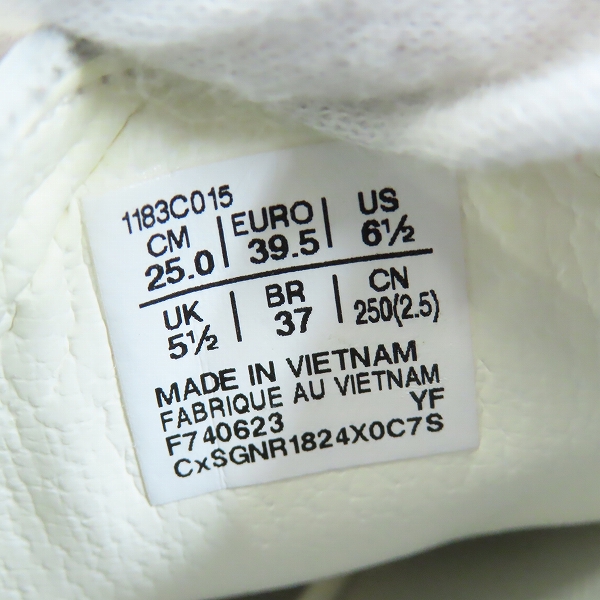 1183C015
CM | EURO | US
25.0 | 39.5 | 6½
UK | BR | CN
5½ | 37 | 250(2.5)
MADE IN VIETNAM
FABRIQUE AU VIETNAM
F740623 YF
CxSGNR1824X0C7S